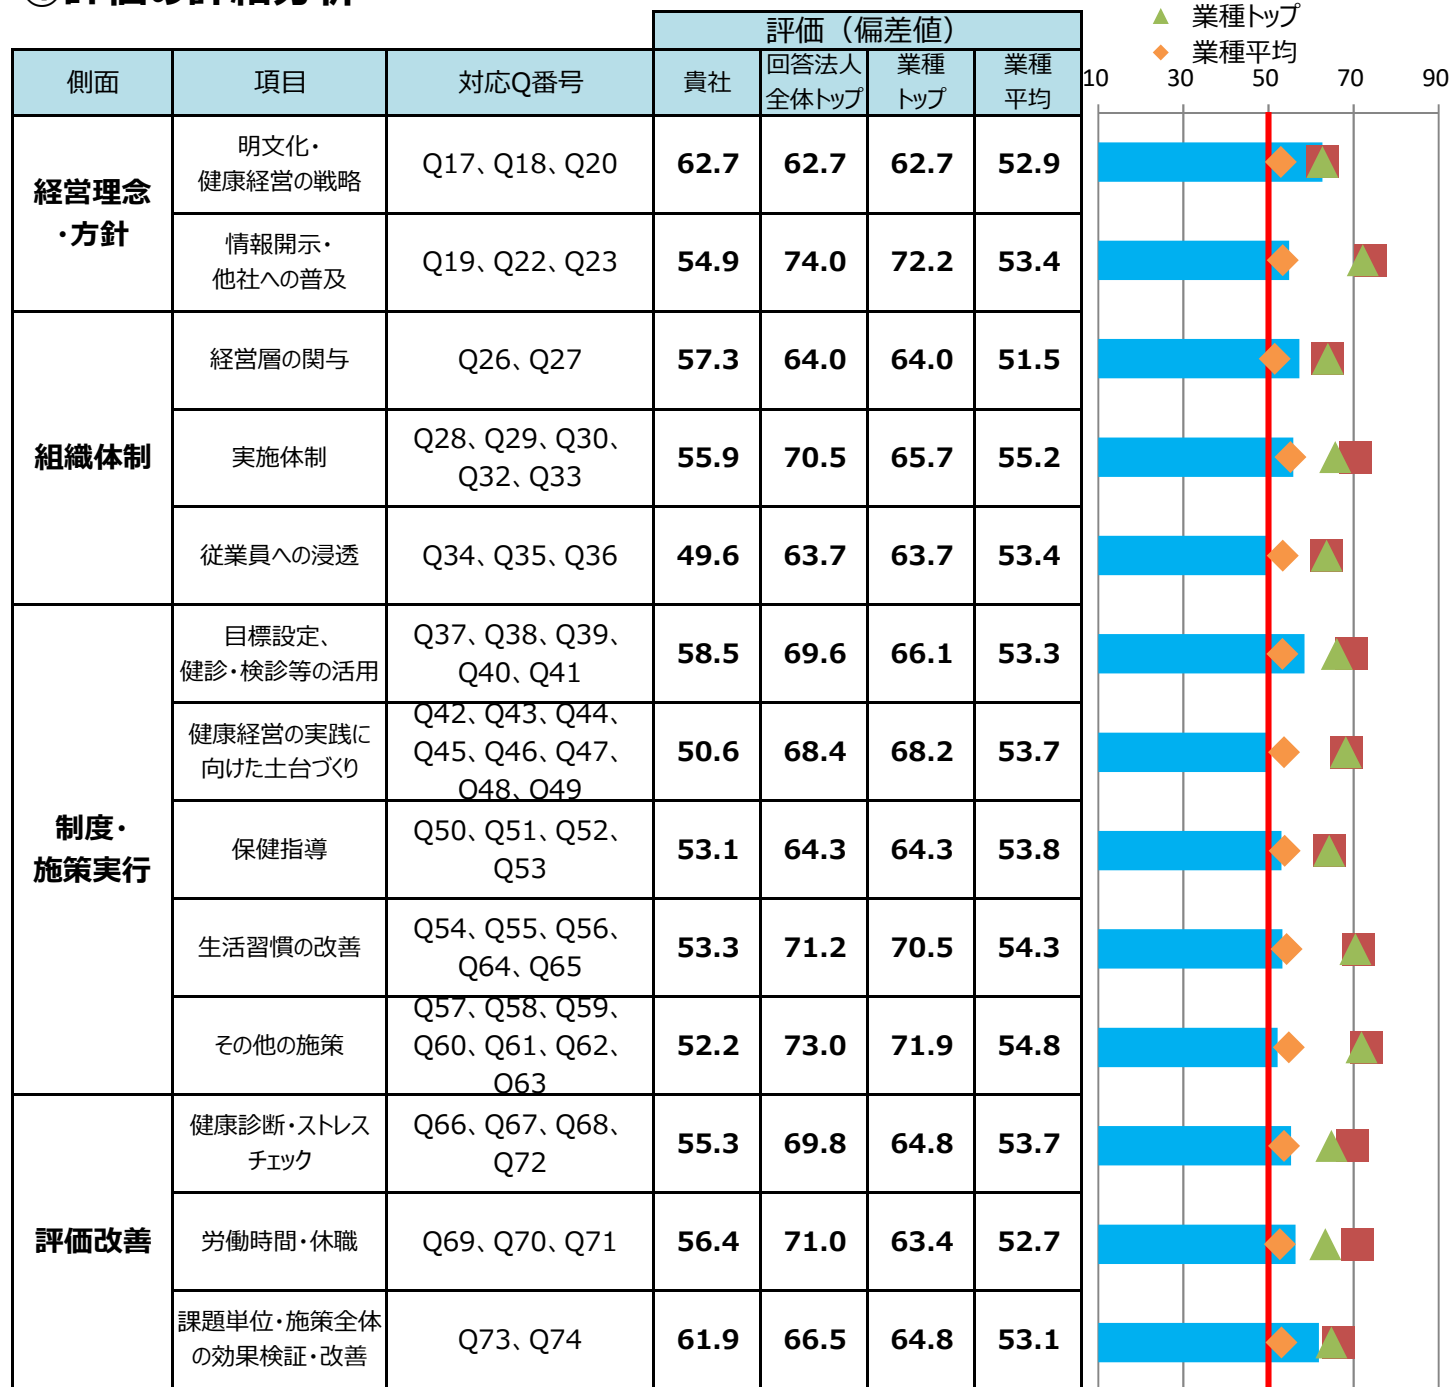 評価の詳細分析
業種トップ
業種平均
評価（偏差値）
側面 項目 対応Q番号 貴社 回答法人 業種 業種
全体トップ トップ 平均
10 30 50 70 90
経営理念
・方針
明文化・
健康経営の戦略
Q17、Q18、Q20 62.7 62.7 62.7 52.9
情報開示・
他社への普及
Q19、Q22、Q23 54.9 74.0 72.2 53.4
組織体制
経営層の関与 Q26、Q27 57.3 64.0 64.0 51.5
実施体制
Q28、Q29、Q30、
Q32、Q33
55.9 70.5 65.7 55.2
従業員への浸透 Q34、Q35、Q36 49.6 63.7 63.7 53.4
制度・
施策実行
目標設定、
健診・検診等の活用
Q37、Q38、Q39、
Q40、Q41
58.5 69.6 66.1 53.3
健康経営の実践に
向けた土台づくり
Q42、Q43、Q44、
Q45、Q46、Q47、
Q48、Q49
50.6 68.4 68.2 53.7
保健指導
Q50、Q51、Q52、
Q53
53.1 64.3 64.3 53.8
生活習慣の改善
Q54、Q55、Q56、
Q64、Q65
53.3 71.2 70.5 54.3
その他の施策
Q57、Q58、Q59、
Q60、Q61、Q62、
Q63
52.2 73.0 71.9 54.8
評価改善
健康診断・ストレス
チェック
Q66、Q67、Q68、
Q72
55.3 69.8 64.8 53.7
労働時間・休職 Q69、Q70、Q71 56.4 71.0 63.4 52.7
課題単位・施策全体
の効果検証・改善
Q73、Q74 61.9 66.5 64.8 53.1